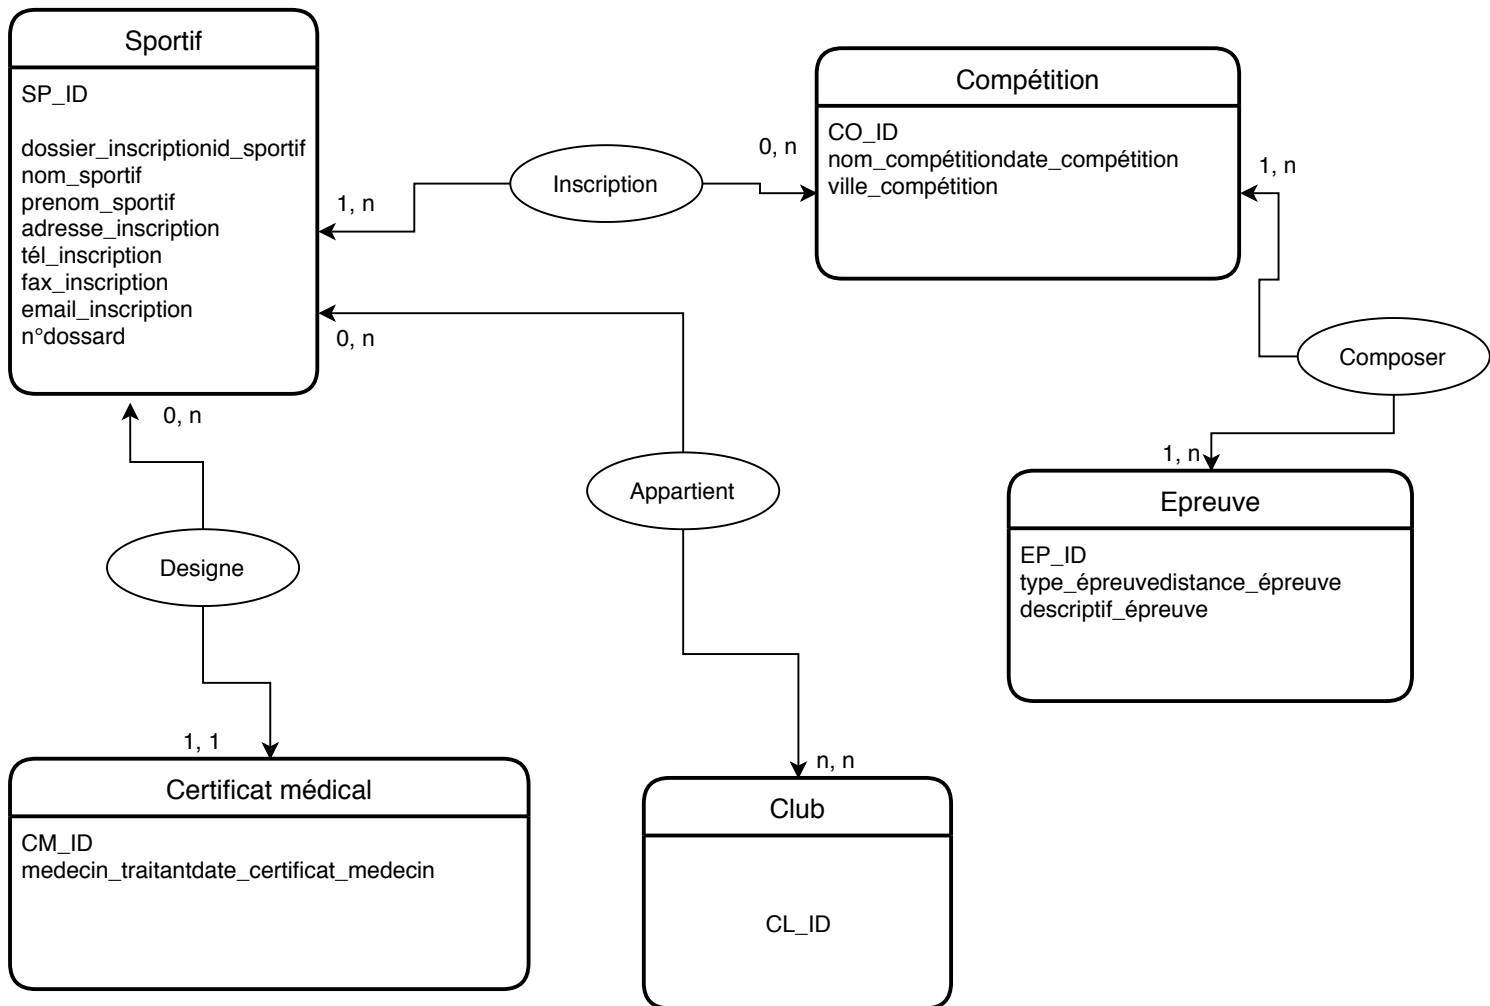 Sportif
SP_ID
dossier_inscriptionid_sportif
nom_sportif
prenom_sportif
adresse_inscription
tél_inscription
fax_inscription
email_inscription
n°dossard
1, n
Inscription
0, n
Compétition
CO_ID
nom_compétitiondate_compétition
ville_compétition
1, n
Composer
1, n
Epreuve
EP_ID
type_épreuvedistance_épreuve
descriptif_épreuve
0, n
Appartient
n, n
Club
CL_ID
0, n
Designe
1, 1
Certificat médical
CM_ID
medecin_traitantdate_certificat_medecin